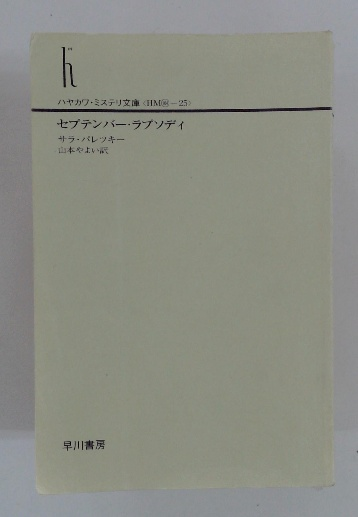 h
ハヤカワ・ミステリ文庫〈HM
-25〉
セプテンバー・ラプソディ
サラ・パレツキー
山本やよい訳
早川書房